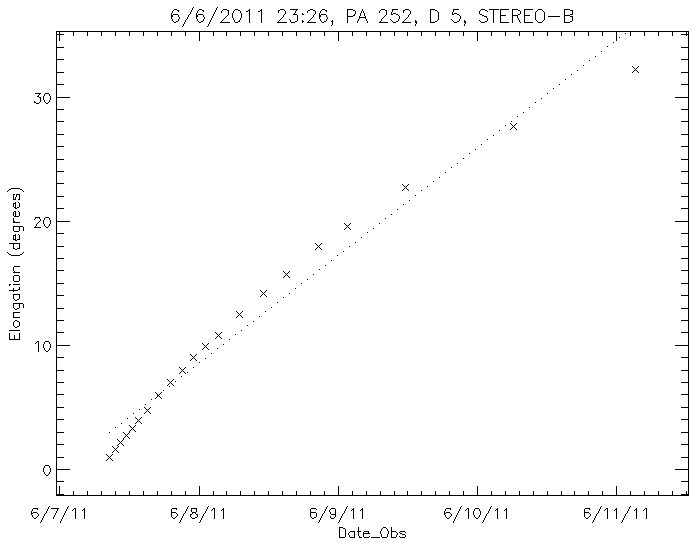 6/6/2011 23:26, PA 252, D 5, STEREO-B
30
20
10
0
Elongation (degrees)
6/7/11 6/8/11 6/9/11 6/10/11 6/11/11
Date_Obs